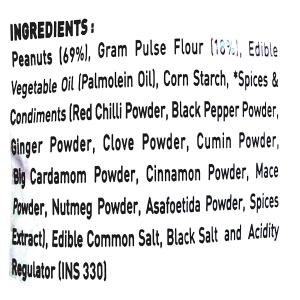 INGREDIENTS :
Peanuts (69%), Gram Pulse Flour (18%), Edible
Vegetable Oil (Palmolein Oil), Corn Starch, *Spices &
Condiments (Red Chilli Powder, Black Pepper Powder,
Ginger Powder, Clove Powder, Cumin Powder,
Big Cardamom Powder, Cinnamon Powder, Mace
Powder, Nutmeg Powder, Asafoetida Powder, Spices
Extract), Edible Common Salt, Black Salt and Acidity
Regulator (INS 330)